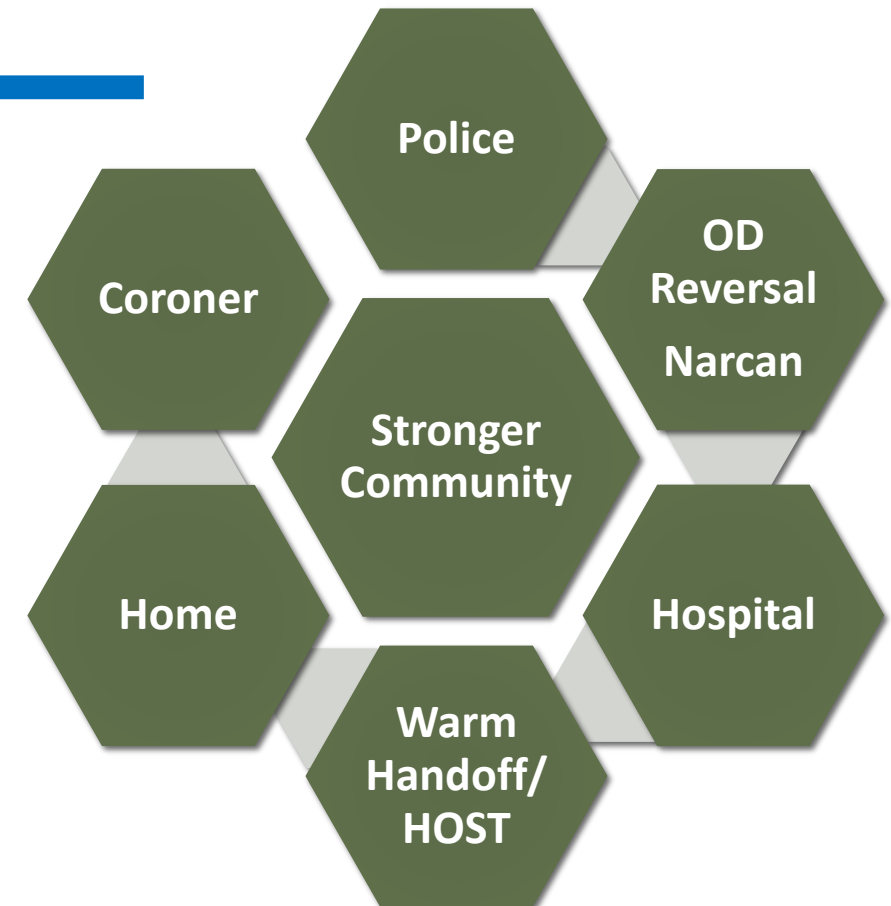 Police
OD
Reversal
Narcan
Coroner
Stronger
Community
Home
Hospital
Warm
Handoff/
HOST